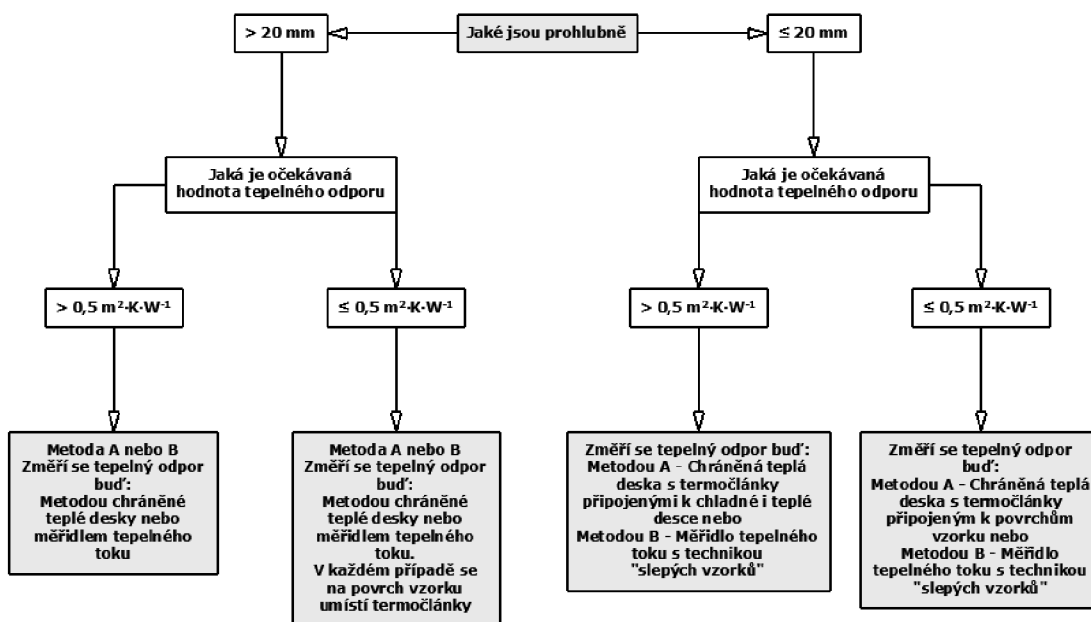 Jaké jsou prohlubně
> 20 mm
≤ 20 mm
Jaká je očekávaná
hodnota tepelného odporu
Jaká je očekávaná
hodnota tepelného odporu
> 0,5 m²·K·W⁻¹
≤ 0,5 m²·K·W⁻¹
> 0,5 m²·K·W⁻¹
≤ 0,5 m²·K·W⁻¹
Metoda A nebo B
Změří se tepelný odpor
buď:
Metodou chráněné
teplé desky nebo
měřidlem tepelného
toku
Metoda A nebo B
Změří se tepelný odpor
buď:
Metodou chráněné
teplé desky nebo
měřidlem tepelného
toku.
V každém případě se
na povrch vzorku
umístí termočlánky
Změří se tepelný odpor buď:
Metodou A - Chráněná teplá
deska s termočlánky
připojenými k chladné i teplé
desce nebo
Metodou B - Měřidlo tepelného
toku s technikou
"slepých vzorků"
Změří se tepelný odpor
buď:
Metodou A - Chráněná teplá
deska s termočlánky
připojeným k povrchům
vzorku nebo
Metodou B - Měřidlo
tepelného toku s technikou
"slepých vzorků"